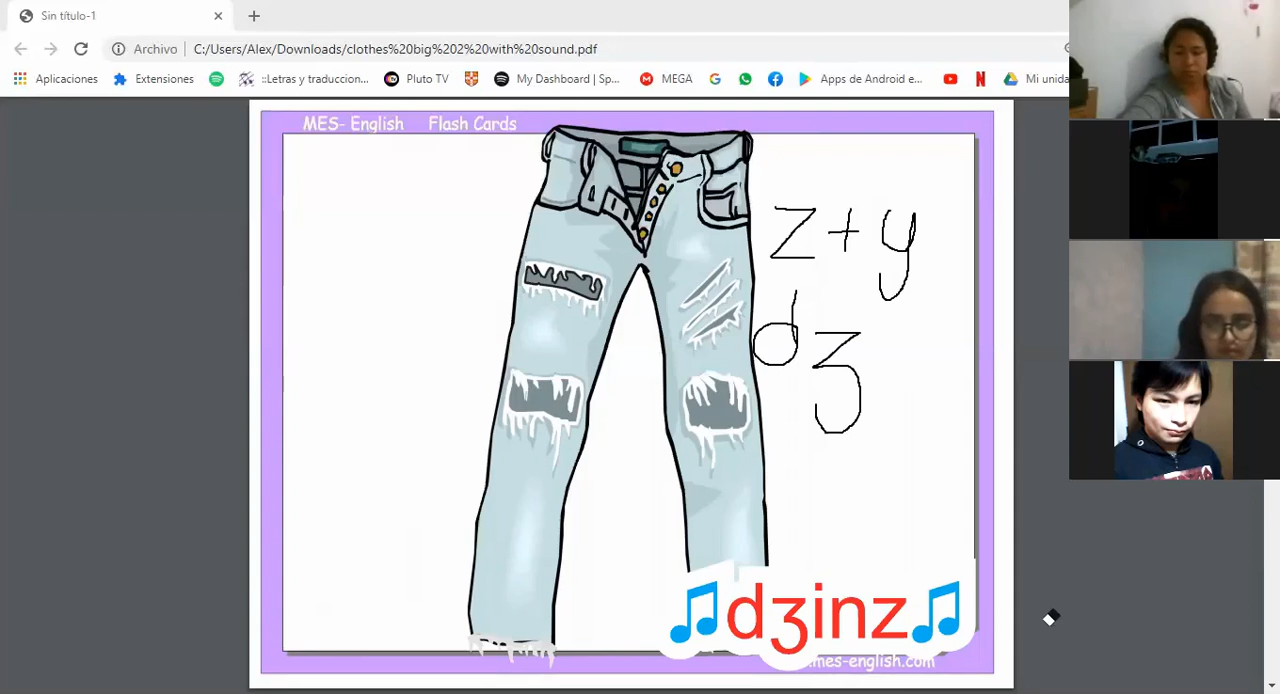 Sin título-1
Archivo C:/Users/Alex/Downloads/clothes%20big%202%20with%20sound.pdf
Aplicaciones Extensiones ::Letras y traduccion... Pluto TV My Dashboard | Sp... MEGA WhatsApp Apps de Android e... Mi unida
MES- English Flash Cards
z+y
dʒ
dʒinz
mes-english.com